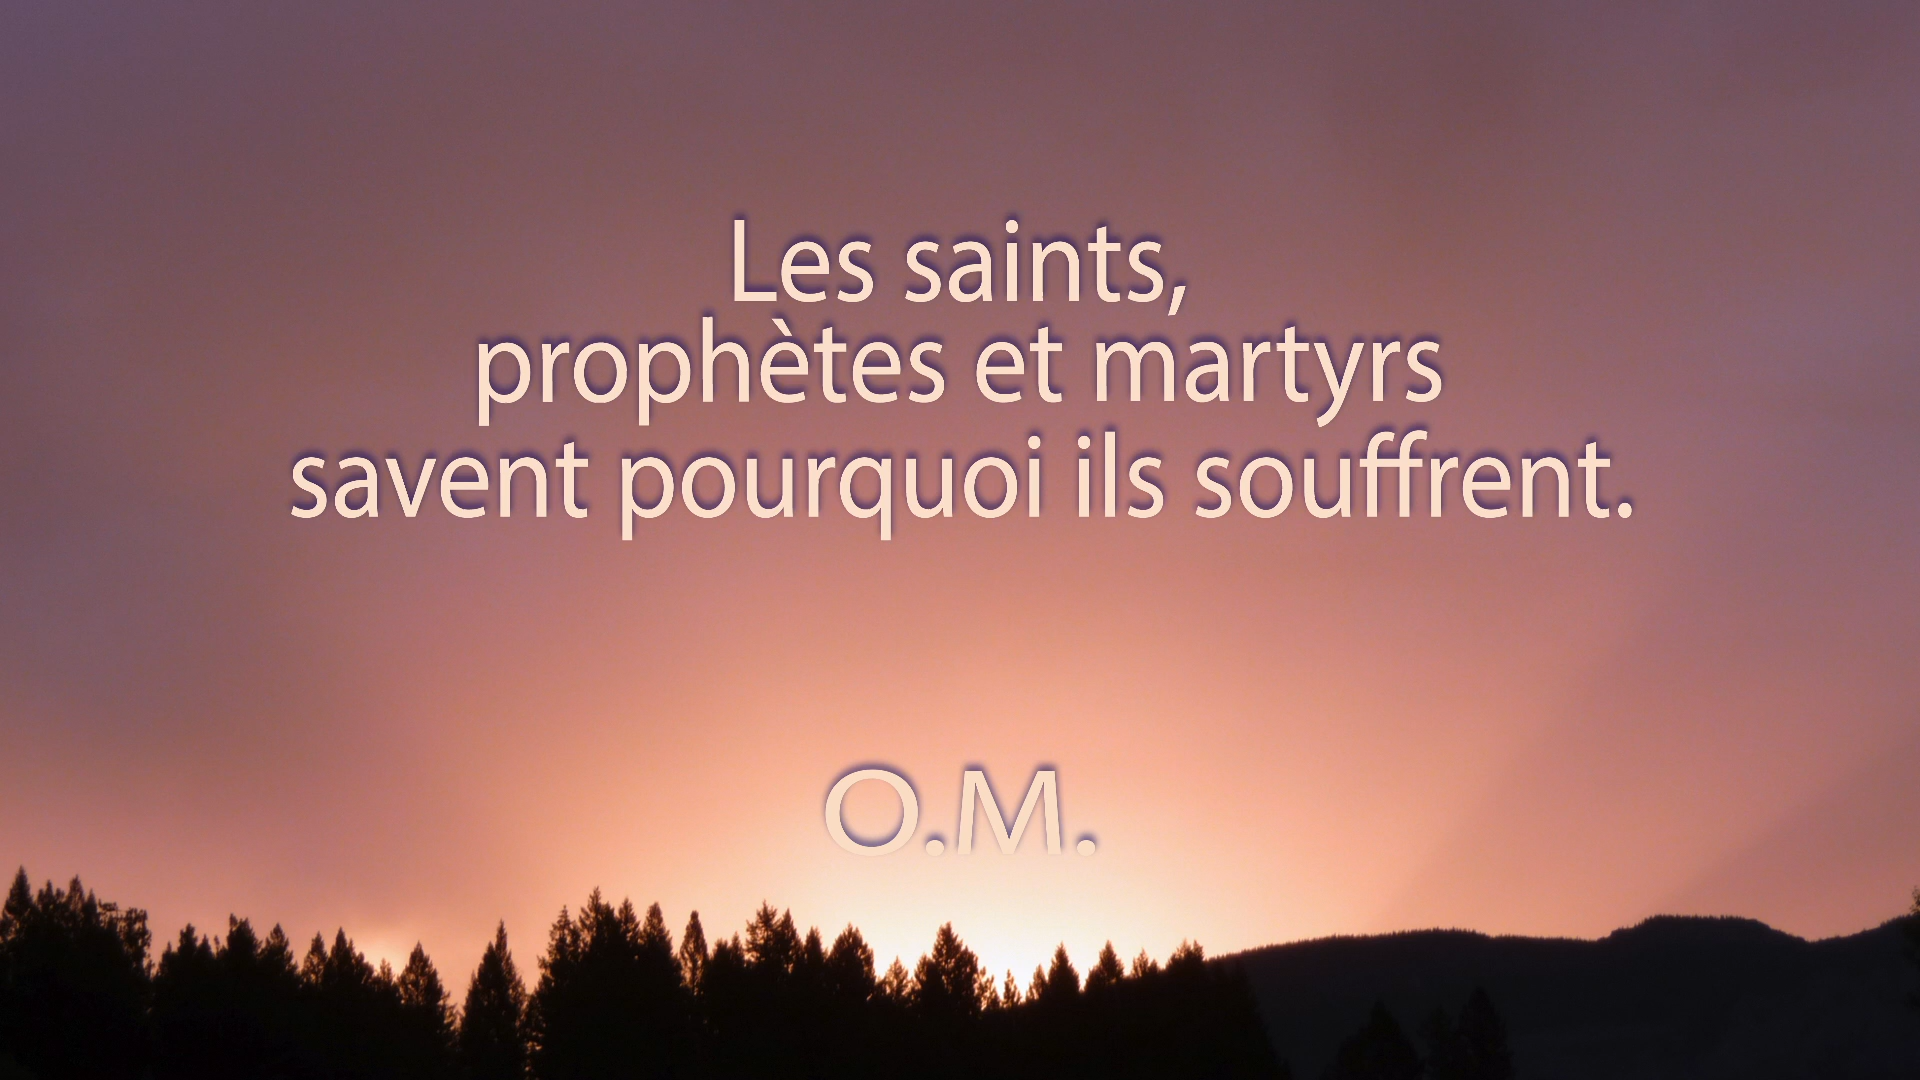 Les saints,
prophètes et martyrs
savent pourquoi ils souffrent.
O.M.